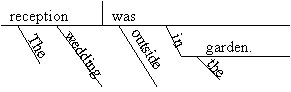 reception was
The wedding outside in garden.
the